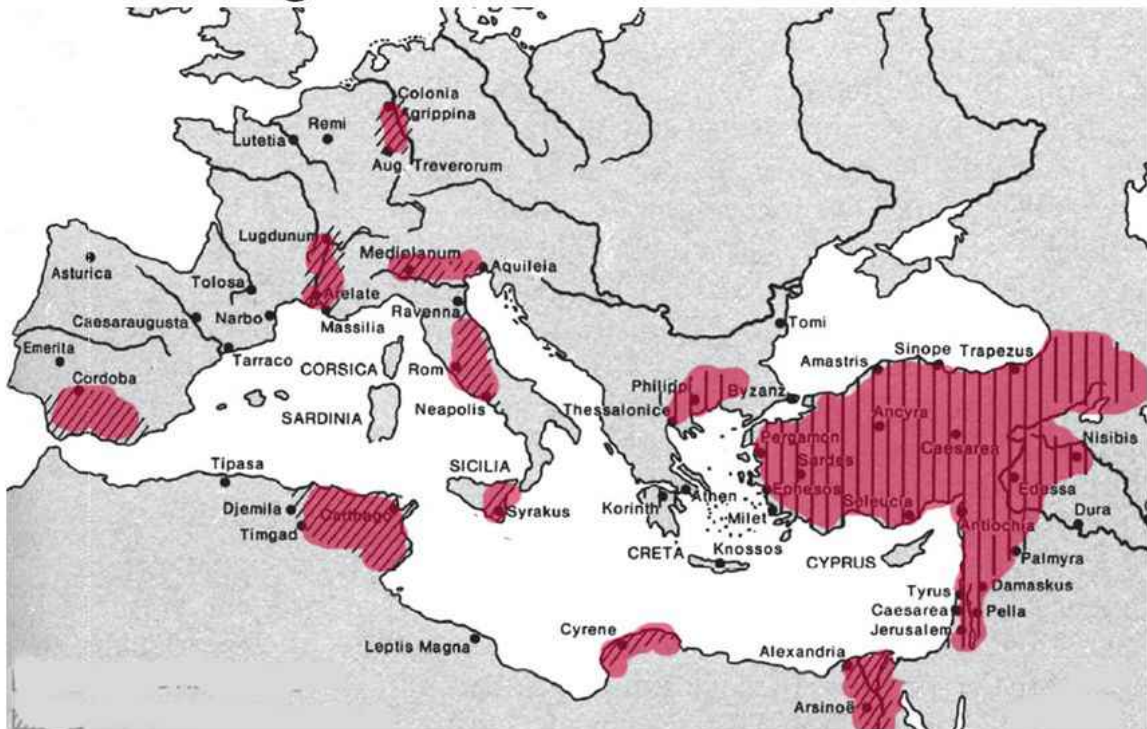 Colonia
Agrippina
Remi
Lutetia
Aug. Treverorum
Lugdunum
Mediolanum
Asturica
Aquileia
Tolosa
Arelate
Ravenna
Caesaraugusta
Narbo
Massilia
Tomi
Emerita
Tarraco
CORSICA
Rom
Amastris
Sinope
Trapezus
Cordoba
Philippi
Byzanz
SARDINIA
Neapolis
Thessalonice
Ancyra
Pergamon
Caesarea
Nisibis
Tipasa
SICILIA
Sardes
Edessa
Djemila
Carthago
Syrakus
Korinth
Athen
Ephesos
Seleucia
Timgad
Milet
Antiochia
Dura
CRETA
Knossos
CYPRUS
Palmyra
Tyrus
Damaskus
Caesarea
Pella
Leptis Magna
Cyrene
Jerusalem
Alexandria
Arsinoë